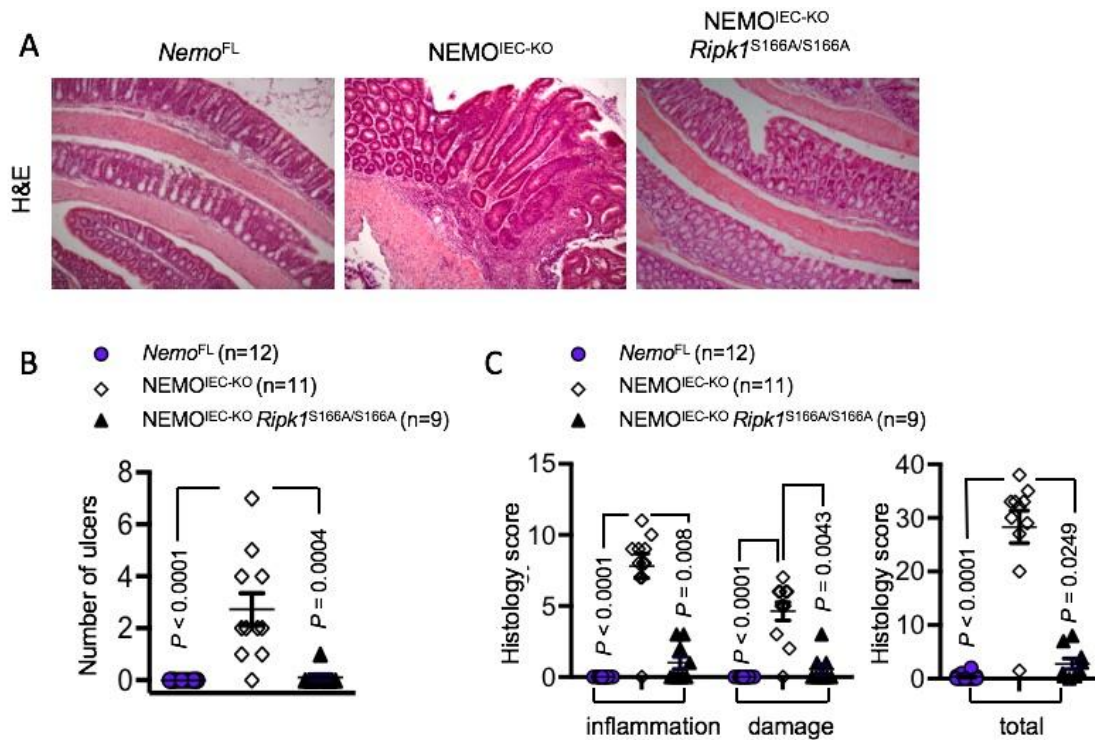 A
NemoFL
NEMOIEC-KO
NEMOIEC-KO
Ripk1S166A/S166A
H&E
B
NemoFL (n=12)
NEMOIEC-KO (n=11)
NEMOIEC-KO Ripk1S166A/S166A (n=9)
Number of ulcers
8
6
4
2
0
P < 0.0001
P = 0.0004
C
NemoFL (n=12)
NEMOIEC-KO (n=11)
NEMOIEC-KO Ripk1S166A/S166A (n=9)
Histology score
15
10
5
0
P < 0.0001
P = 0.008
P < 0.0001
P = 0.0043
inflammation
damage
Histology score
40
30
20
10
0
P < 0.0001
P = 0.0249
total